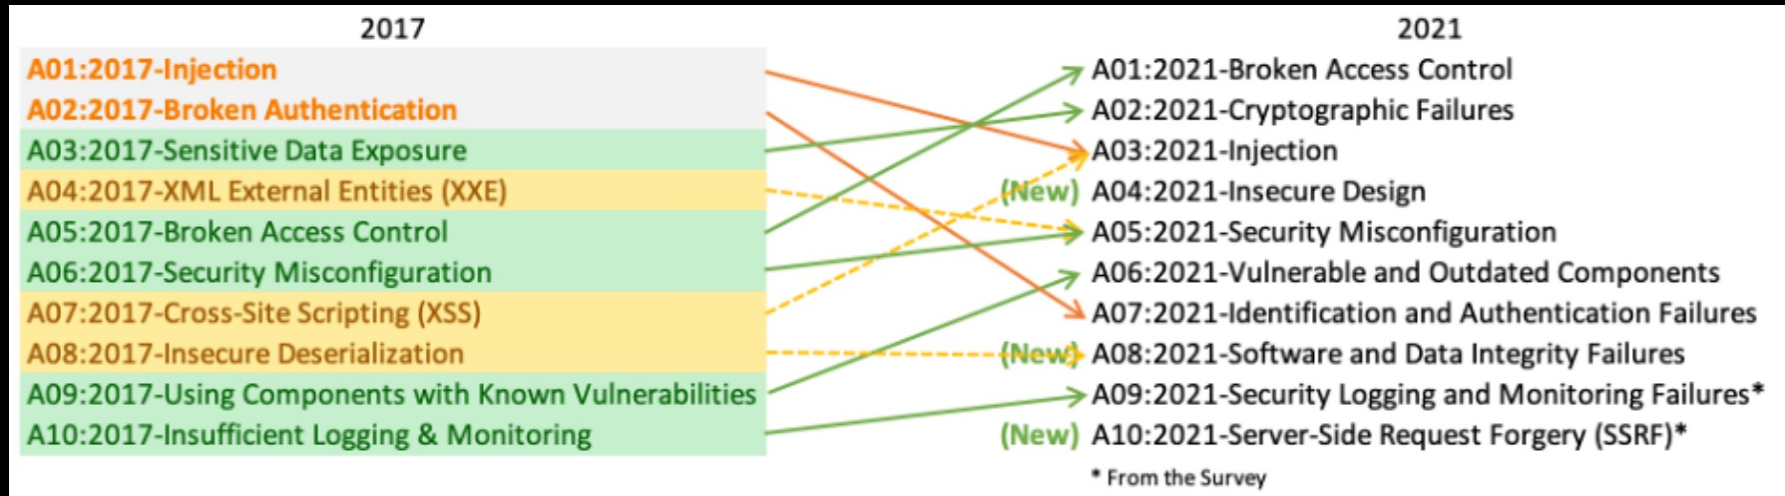 2017
A01:2017-Injection
A02:2017-Broken Authentication
A03:2017-Sensitive Data Exposure
A04:2017-XML External Entities (XXE)
A05:2017-Broken Access Control
A06:2017-Security Misconfiguration
A07:2017-Cross-Site Scripting (XSS)
A08:2017-Insecure Deserialization
A09:2017-Using Components with Known Vulnerabilities
A10:2017-Insufficient Logging & Monitoring
2021
A01:2021-Broken Access Control
A02:2021-Cryptographic Failures
A03:2021-Injection
(New) A04:2021-Insecure Design
A05:2021-Security Misconfiguration
A06:2021-Vulnerable and Outdated Components
A07:2021-Identification and Authentication Failures
(New) A08:2021-Software and Data Integrity Failures
A09:2021-Security Logging and Monitoring Failures*
(New) A10:2021-Server-Side Request Forgery (SSRF)*
* From the Survey